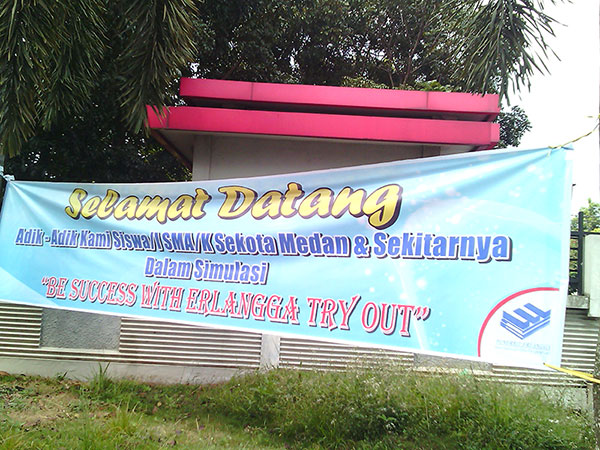 Selamat Datang
Adik - Adik Kami Siswa/I SMA/K Sekota Medan & Sekitarnya
Dalam Simulasi
"BE SUCCESS WITH ERLANGGA TRY OUT"